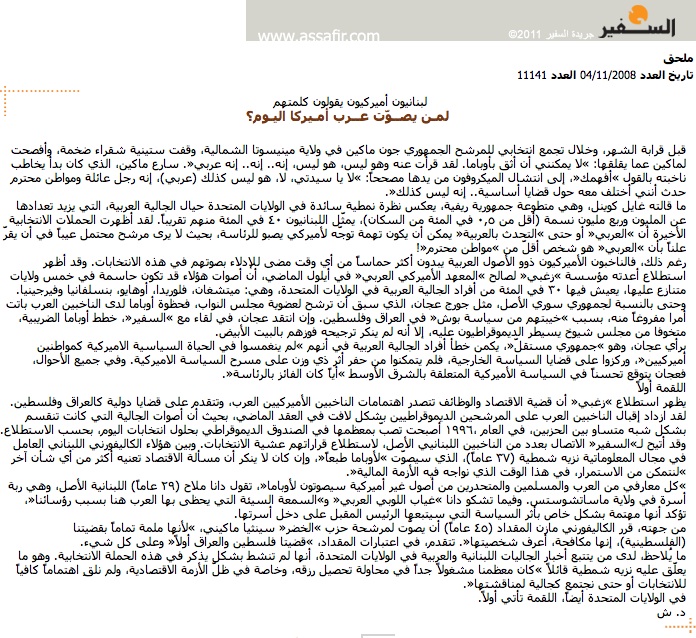 السفير
جريدة السفير 2011©
www.assafir.com
ملحق
تاريخ العدد 04/11/2008 العدد 11141
لبنانيون أميركيون يقولون كلمتهم
لمـن يصــوّت عــرب أميركا اليـوم؟
قبل قرابة الشهر، وخلال تجمع انتخابي للمرشح الجمهوري جون ماكين في ولاية مينيسوتا الشمالية، وقفت ستينية شقراء ضخمة، وأفصحت
لماكين عما يقلقها: »لا يمكنني أن أثق بأوباما. لقد قرأت عنه وهو ليس، هو ليس، إنه.. إنه.. إنه عربي«. سارع ماكين، الذي كان بدأ يخاطب
ناخبته بالقول »أفهمك«، إلى انتشال الميكروفون من يدها مصححاً: »لا يا سيدتي، لا، هو ليس كذلك (عربي)، إنه رجل عائلة ومواطن محترم
حدث أنني أختلف معه حول قضايا أساسية.. إنه ليس كذلك«.
ما قالته غايل كوينل، وهي متطوعة جمهورية ريفية، يعكس نظرة نمطية سائدة في الولايات المتحدة حيال الجالية العربية، التي يزيد تعدادها
عن المليون وربع مليون نسمة (أقل من ٠,٥ في المئة من السكان)، يمثّل اللبنانيون ٤٠ في المئة منهم تقريباً. لقد أظهرت الحملات الانتخابية
الأخيرة أن »العربي« أو حتى »المتحدث بالعربية« يمكن أن يكون تهمة توجّه لأميركي يصبو للرئاسة، بحيث لا يرى مرشح محتمل عيباً في أن يقرّ
علناً بأن »العربي« هو شخص أقلّ من »مواطن محترم«!
رغم ذلك، فالناخبون الأميركيون ذوو الأصول العربية يبدون أكثر حماساً من أي وقت مضى للإدلاء بصوتهم في هذه الانتخابات. وقد أظهر
استطلاع أعدته مؤسسة »زغبي« لصالح »المعهد الأميركي العربي« في أيلول الماضي، أن أصوات هؤلاء قد تكون حاسمة في خمس ولايات
متنازع عليها، يعيش فيها ٣٠ في المئة من أفراد الجالية العربية في الولايات المتحدة، وهي: ميتشيغان، فلوريدا، أوهايو، بنسلفانيا وفيرجينيا.
وحتى بالنسبة لجمهوري سوري الأصل، مثل جورج عجان، الذي سبق أن ترشح لعضوية مجلس النواب، فحظوة أوباما لدى الناخبين العرب باتت
أمرا مفروغاً منه، بسبب »خيبتهم من سياسة بوش« في العراق وفلسطين. وإن انتقد عجان، في لقاء مع »السفير«، خطط أوباما الضريبية،
متخوفا من مجلس شيوخ يسيطر الديموقراطيون عليه، إلا أنه لم ينكر ترجيحه فوزهم بالبيت الأبيض.
برأي عجان، وهو »جمهوري مستقل«، يكمن خطأ أفراد الجالية العربية في أنهم »لم ينغمسوا في الحياة السياسية الاميركية كمواطنين
أميركيين«، وركزوا على قضايا السياسة الخارجية، فلم يتمكنوا من حفر أثر ذي وزن على مسرح السياسة الاميركية. وفي جميع الأحوال،
فعجان يتوقع تحسناً في السياسة الأميركية المتعلقة بالشرق الأوسط »أياً كان الفائز بالرئاسة«.
اللقمة أولاً
يظهر استطلاع »زغبي« أن قضية الاقتصاد والوظائف تتصدر اهتمامات الناخبين الأميركيين العرب، وتتقدم على قضايا دولية كالعراق وفلسطين.
لقد ازداد إقبال الناخبين العرب على المرشحين الديموقراطيين بشكل لافت في العقد الماضي، بحيث أن أصوات الجالية التي كانت تنقسم
بشكل شبه متساو بين الحزبين، في العام ،١٩٩٦ أصبحت تصب بمعظمها في الصندوق الديموقراطي بحلول انتخابات اليوم، بحسب الاستطلاع.
وقد أتيح لـ»السفير« الاتصال بعدد من الناخبين اللبنانيي الأصل، لاستطلاع قراراتهم عشية الانتخابات. وبين هؤلاء الكاليفورني اللبناني العامل
في مجال المعلوماتية نزيه شمطية (٣٧ عاماً)، الذي سيصوّت »لأوباما طبعاً«، وإن كان لا ينكر أن مسألة الاقتصاد تعنيه أكثر من أي شأن آخر
»لنتمكن من الاستمرار، في هذا الوقت الذي نواجه فيه الأزمة المالية«.
»كل معارفي من العرب والمسلمين والمتحدرين من أصول غير أميركية سيصوتون لأوباما«، تقول دانا ملاح (٢٩ عاماً) اللبنانية الأصل، وهي ربة
أسرة في ولاية ماساتشوستس. وفيما تشكو دانا »غياب اللوبي العربي« و»السمعة السيئة التي يحظى بها العرب هنا بسبب رؤسائنا«،
تؤكد أنها مهتمة بشكل خاص بأثر السياسة التي سيتبعها الرئيس المقبل على دخل أسرتها.
من جهته، قرر الكاليفورني مازن المقداد (٤٥ عاماً) أن يصوّت لمرشحة حزب »الخضر« سينثيا ماكيني، »لأنها ملمة تماماً بقضيتنا
(الفلسطينية)، إنها مكافحة، أعرف شخصيتها«. تتقدم، في اعتبارات المقداد، »قضيتا فلسطين والعراق أولاً« وعلى كل شيء.
ما يُلاحظ، لدى من يتتبع أخبار الجاليات اللبنانية والعربية في الولايات المتحدة، أنها لم تنشط بشكل يذكر في هذه الحملة الانتخابية. وهو ما
يعلّق عليه نزيه شمطية قائلاً »كان معظمنا مشغولاً جداً في محاولة تحصيل رزقه، وخاصة في ظلّ الأزمة الاقتصادية، ولم نلق اهتماماً كافياً
للانتخابات أو حتى نجتمع كجالية لمناقشتها«.
في الولايات المتحدة أيضاً، اللقمة تأتي أولاً.
د. ش